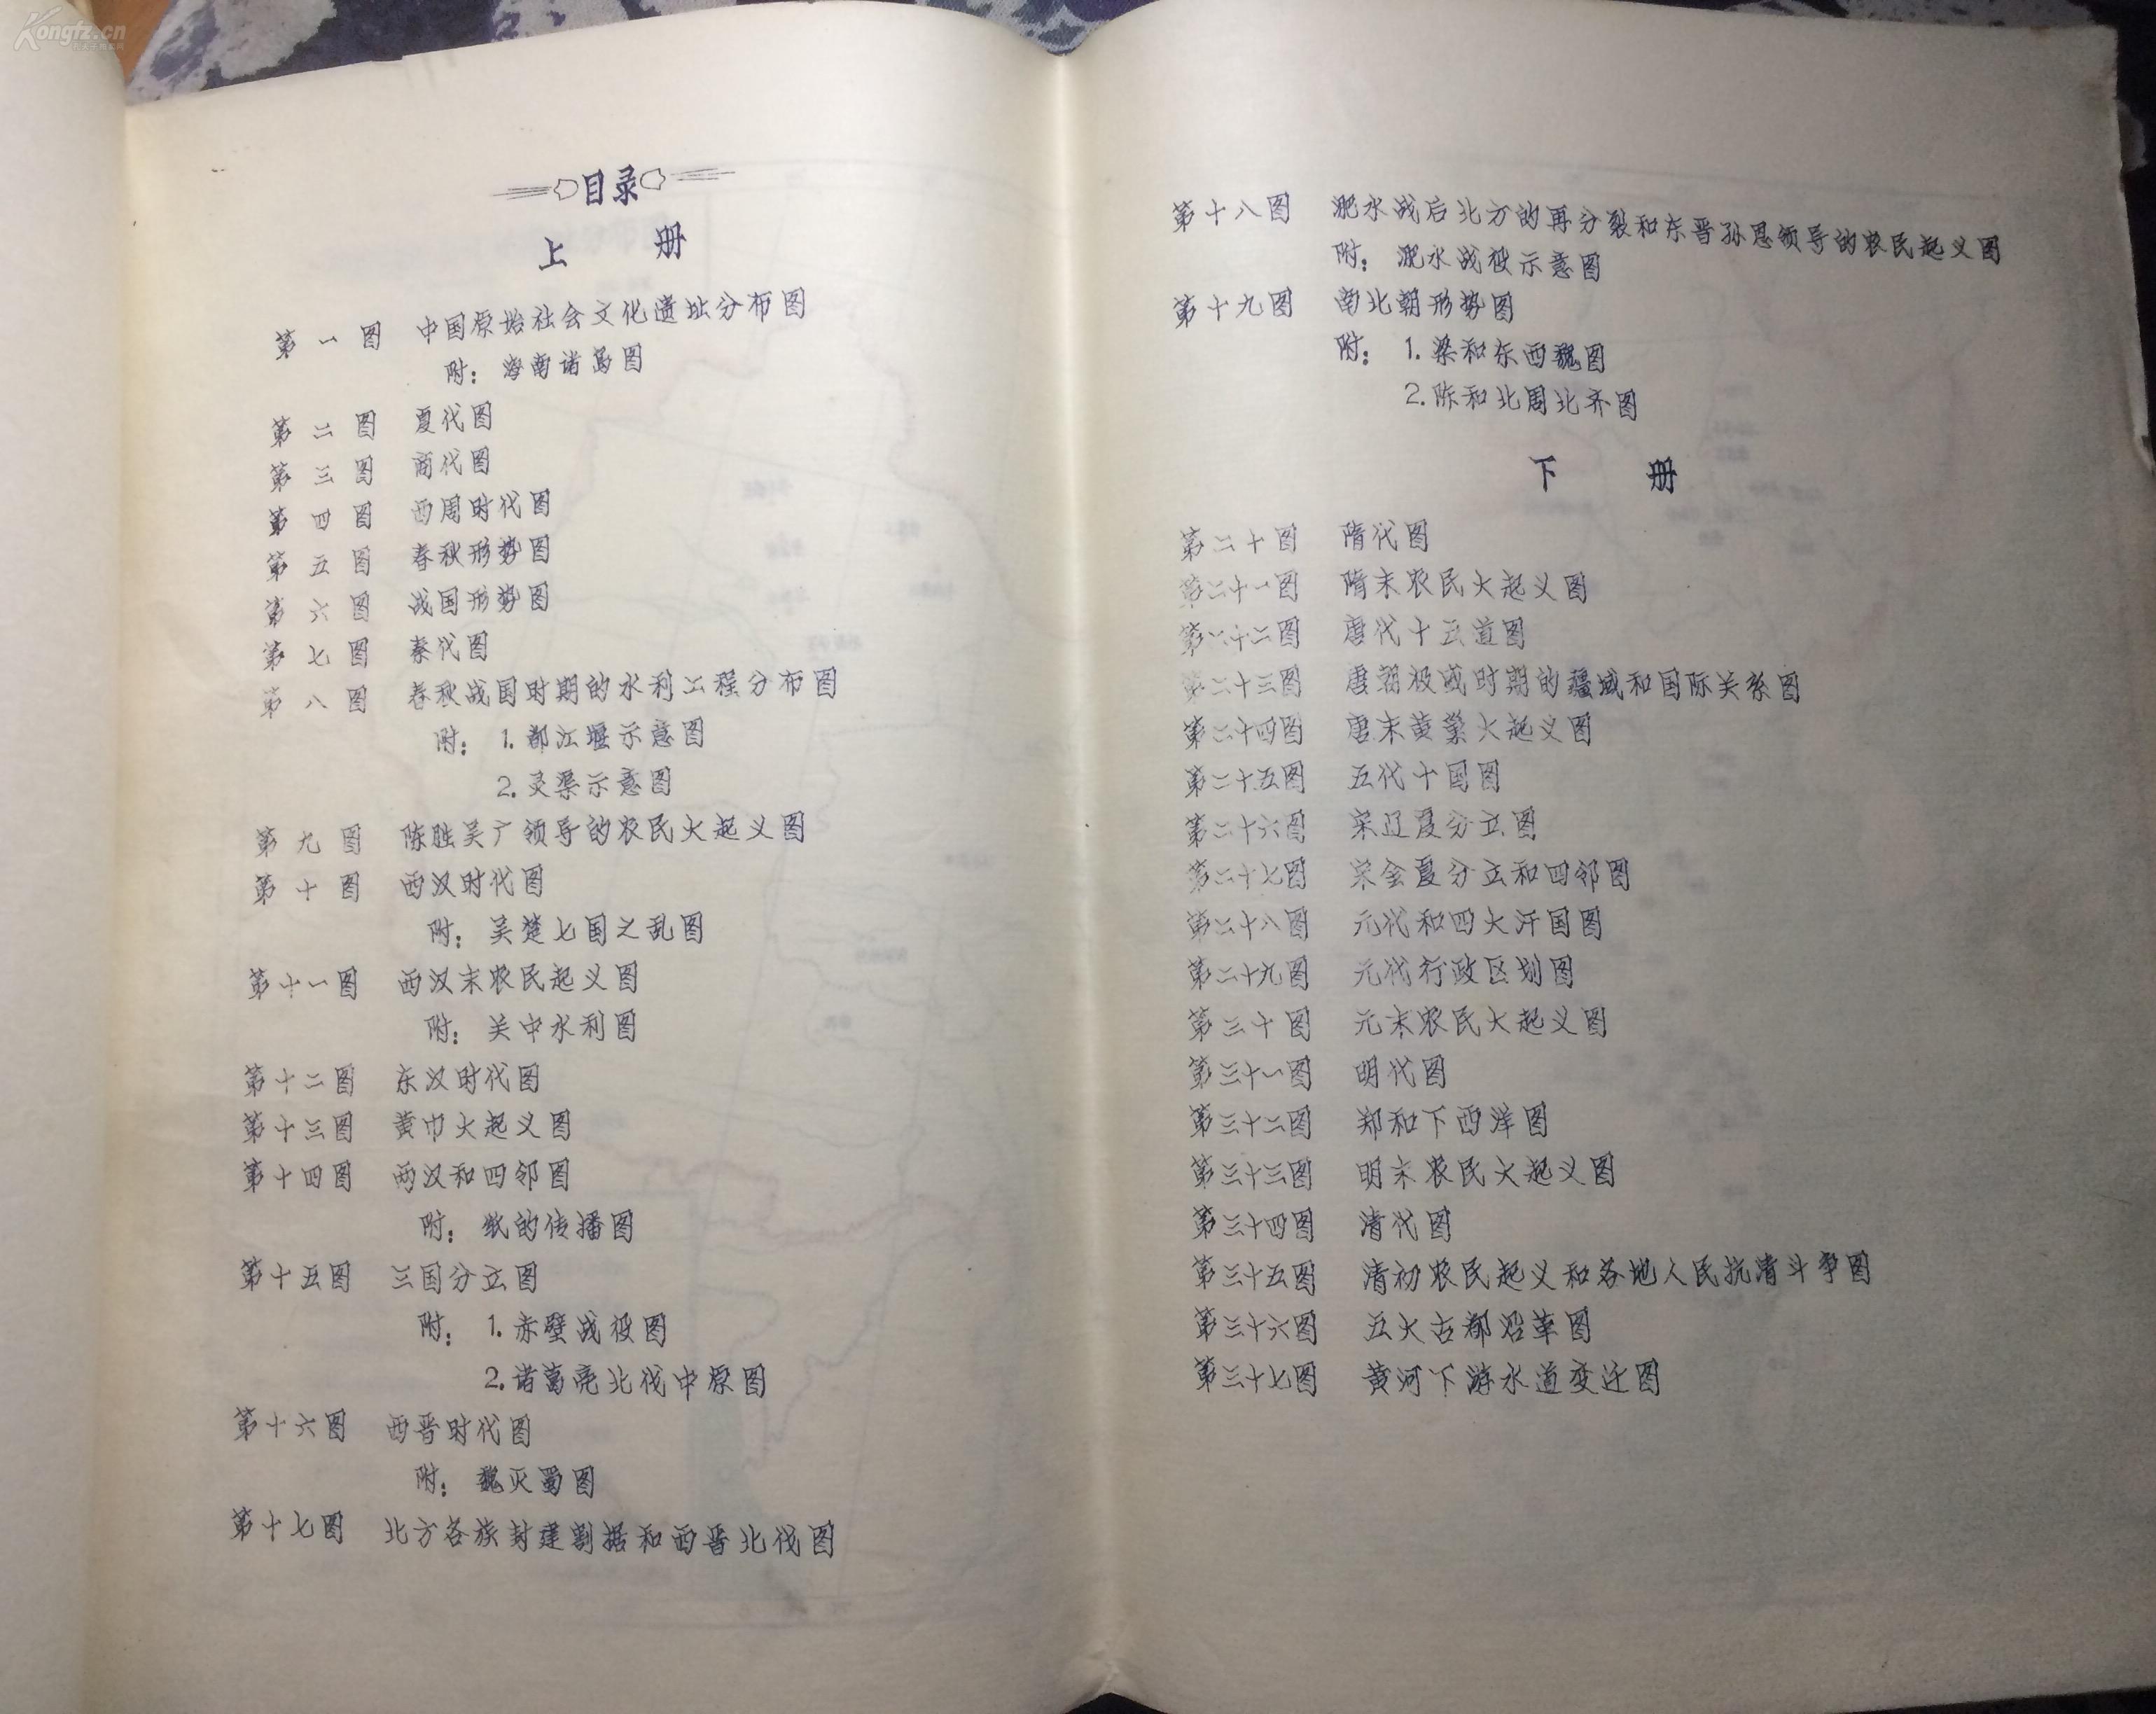 Kongfz.cn
目录
上 册
第一图 中国原始社会文化遗址分布图
附：海南诸岛图
第二图 夏代图
第三图 商代图
第四图 西周时代图
第五图 春秋形势图
第六图 战国形势图
第七图 秦代图
第八图 春秋战国时期的水利工程分布图
附：1.都江堰示意图
2.灵渠示意图
第九图 陈胜吴广领导的农民大起义图
第十图 西汉时代图
附：吴楚七国之乱图
第十一图 西汉末农民起义图
附：关中水利图
第十二图 东汉时代图
第十三图 黄巾大起义图
第十四图 两汉和四邻图
附：纸的传播图
第十五图 三国分立图
附：1.赤壁战役图
2.诸葛亮北伐中原图
第十六图 西晋时代图
附：魏灭蜀图
第十七图 北方各族封建割据和西晋北伐图
第十八图 淝水战后北方的再分裂和东晋孙恩领导的农民起义图
附：淝水战役示意图
第十九图 南北朝形势图
附：1.梁和东西魏图
2.陈和北周北齐图
下 册
第二十图 隋代图
第二十一图 隋末农民大起义图
第二十二图 唐代十五道图
第二十三图 唐朝极盛时期的疆域和国际关系图
第二十四图 唐末黄巢大起义图
第二十五图 五代十国图
第二十六图 宋辽夏分立图
第二十七图 宋金夏分立和四邻图
第二十八图 元代和四大汗国图
第二十九图 元代行政区划图
第三十图 元末农民大起义图
第三十一图 明代图
第三十二图 郑和下西洋图
第三十三图 明末农民大起义图
第三十四图 清代图
第三十五图 清初农民起义和各地人民抗清斗争图
第三十六图 五大古都沿革图
第三十七图 黄河下游水道变迁图